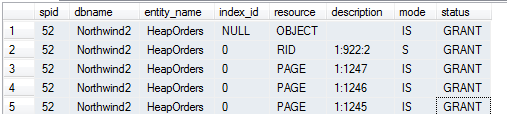 spid dbname entity_name index_id resource description mode status
1 52 Northwind2 HeapOrders NULL OBJECT IS GRANT
2 52 Northwind2 HeapOrders 0 RID 1:922:2 S GRANT
3 52 Northwind2 HeapOrders 0 PAGE 1:1247 IS GRANT
4 52 Northwind2 HeapOrders 0 PAGE 1:1246 IS GRANT
5 52 Northwind2 HeapOrders 0 PAGE 1:1245 IS GRANT